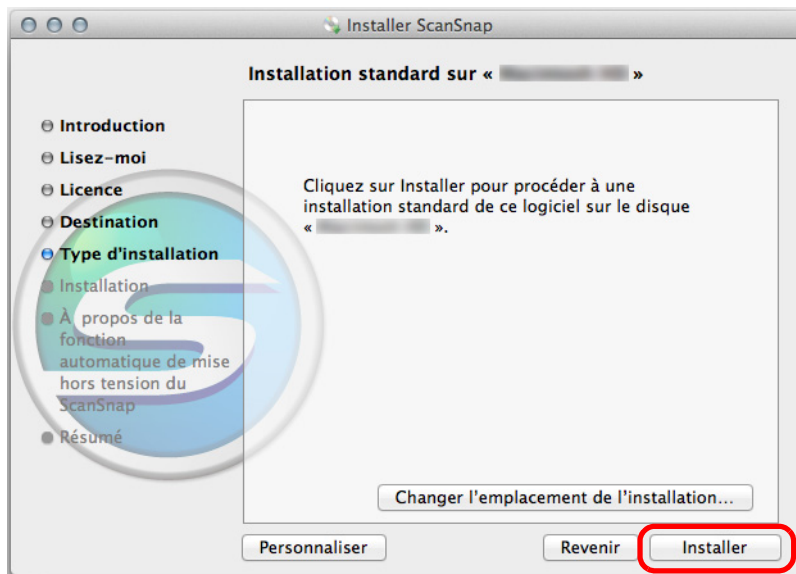 Installer ScanSnap
Installation standard sur « »
Introduction
Lisez-moi
Licence
Destination
Type d'installation
Installation
À propos de la
fonction
automatique de mise
hors tension du
ScanSnap
Résumé
Cliquez sur Installer pour procéder à une
installation standard de ce logiciel sur le disque
« ».
Changer l'emplacement de l'installation...
Personnaliser
Revenir
Installer